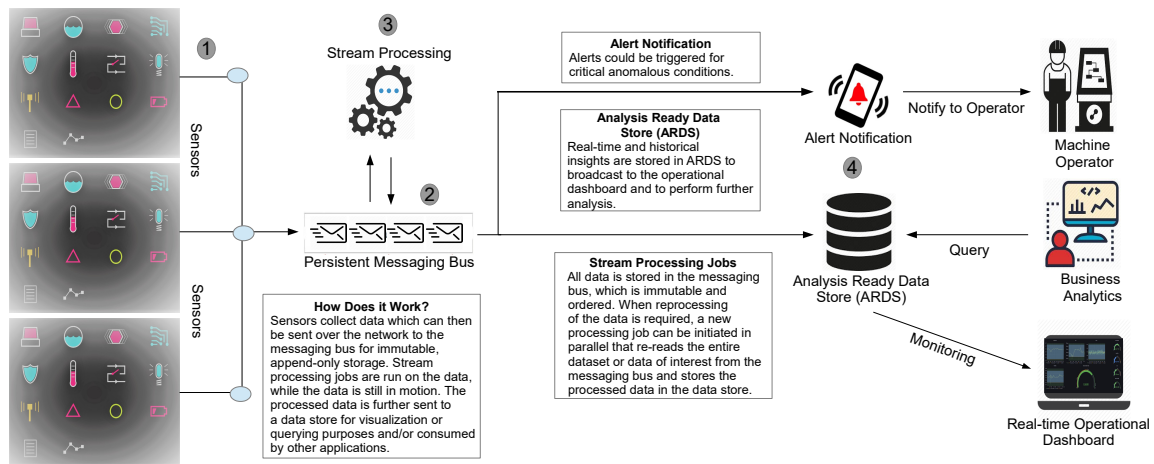 1
Sensors
Sensors
3
Stream Processing
2
Persistent Messaging Bus
How Does it Work?
Sensors collect data which can then
be sent over the network to the
messaging bus for immutable,
append-only storage. Stream
processing jobs are run on the data,
while the data is still in motion. The
processed data is further sent to
a data store for visualization or
querying purposes and/or consumed
by other applications.
Alert Notification
Alerts could be triggered for
critical anomalous conditions.
Analysis Ready Data
Store (ARDS)
Real-time and historical
insights are stored in ARDS to
broadcast to the operational
dashboard and to perform further
analysis.
Stream Processing Jobs
All data is stored in the messaging
bus, which is immutable and
ordered. When reprocessing
of the data is required, a new
processing job can be initiated in
parallel that re-reads the entire
dataset or data of interest from the
messaging bus and stores the
processed data in the data store.
Alert Notification
Notify to Operator
Machine
Operator
4
Analysis Ready Data
Store (ARDS)
Query
</>
Business
Analytics
Monitoring
Real-time Operational
Dashboard